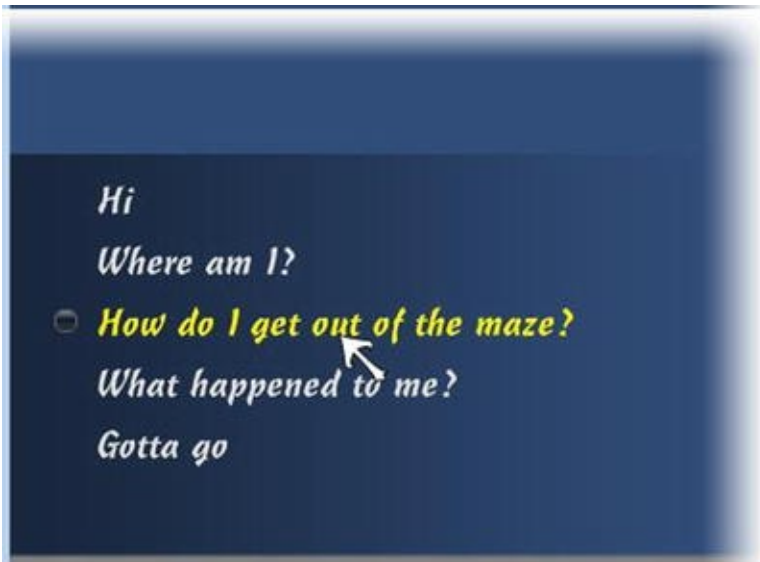 Hi
Where am I?
How do I get out of the maze?
What happened to me?
Gotta go